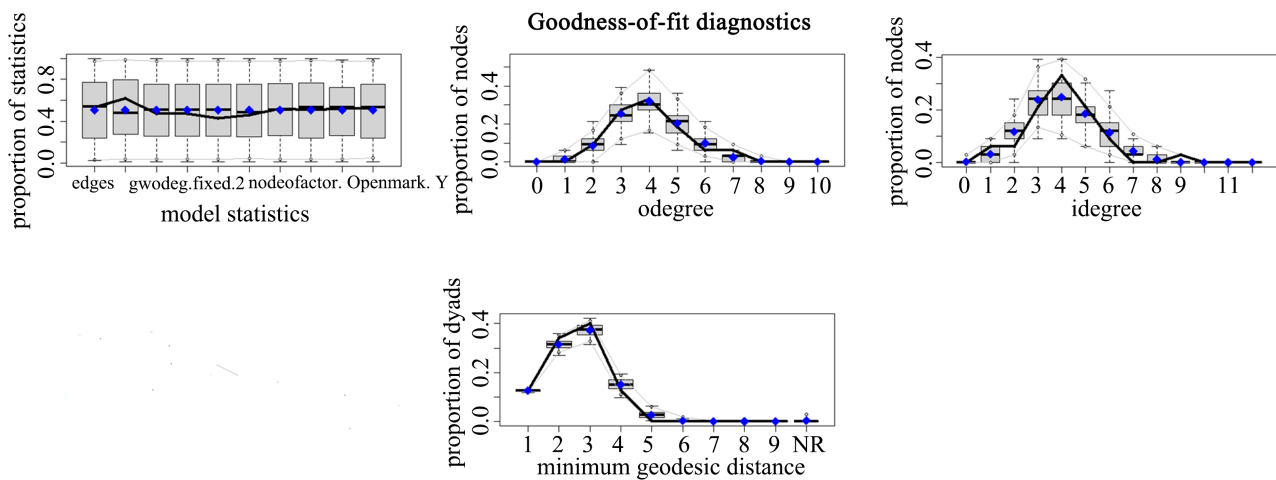 Goodness-of-fit diagnostics
proportion of statistics
0.8
0.4
0.0
edges gwodeg.fixed.2 nodeofactor. Openmark. Y
model statistics
proportion of nodes
0.4
0.2
0.0
0 1 2 3 4 5 6 7 8 9 10
odegree
proportion of nodes
0.4
0.2
0.0
0 1 2 3 4 5 6 7 8 9 11
idegree
proportion of dyads
0.4
0.2
0.0
1 2 3 4 5 6 7 8 9 NR
minimum geodesic distance